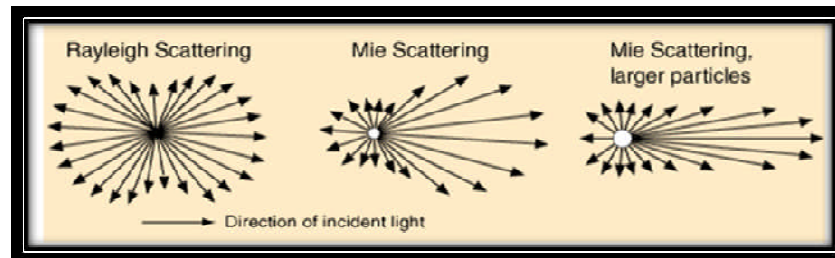 Rayleigh Scattering
Mie Scattering
Mie Scattering,
larger particles
Direction of incident light